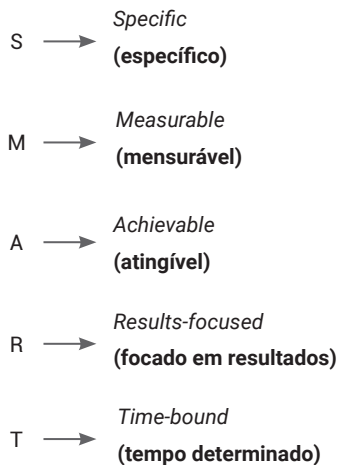 S
Specific
(específico)
M
Measurable
(mensurável)
A
Achievable
(atingível)
R
Results-focused
(focado em resultados)
T
Time-bound
(tempo determinado)